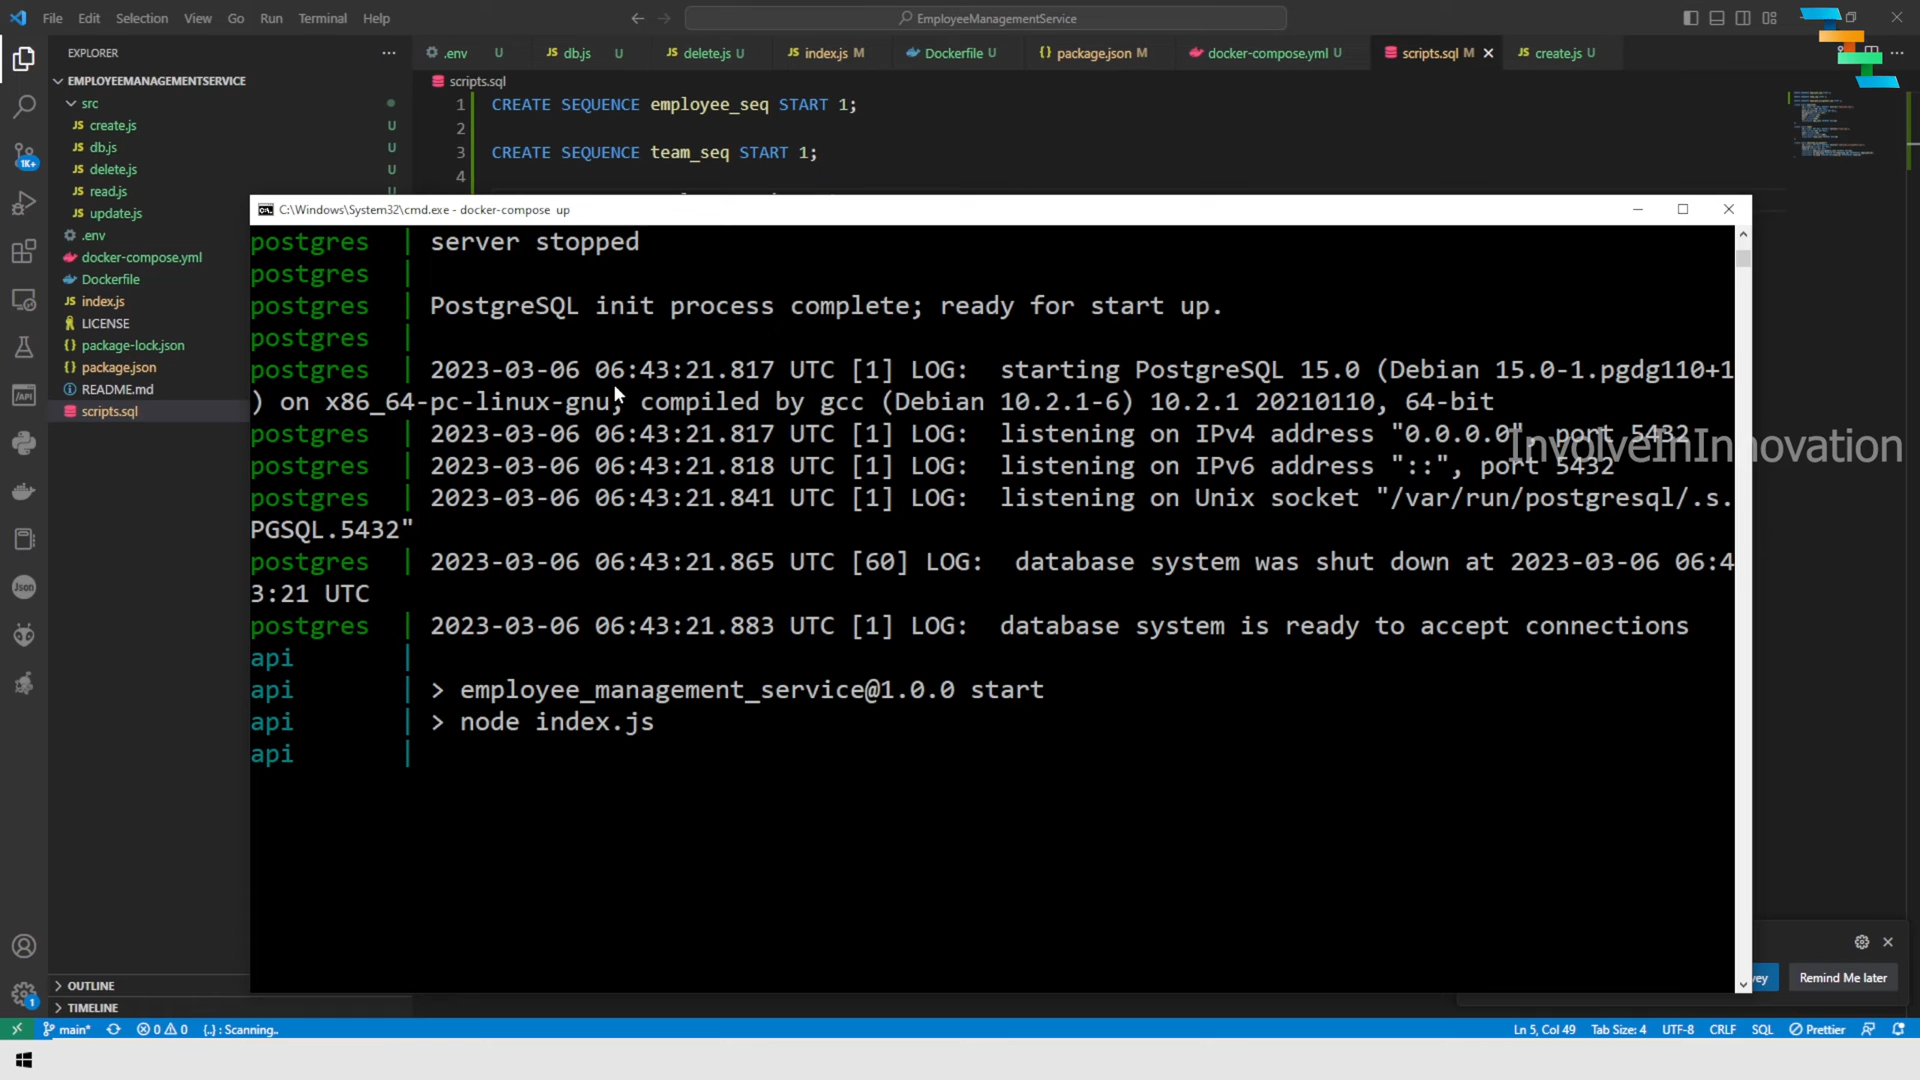 File Edit Selection View Go Run Terminal Help
EmployeeManagementService
EXPLORER
.env U
db.js U
delete.js U
index.js M
Dockerfile U
package.json M
docker-compose.yml U
scripts.sql M
create.js U
EMPLOYEEMANAGEMENTSERVICE
scripts.sql
src
create.js U
db.js U
delete.js U
read.js U
update.js U
.env U
docker-compose.yml
Dockerfile
index.js
LICENSE
package-lock.json
package.json
README.md
scripts.sql
1K+
Json
1
OUTLINE
TIMELINE
1 CREATE SEQUENCE employee_seq START 1;
2
3 CREATE SEQUENCE team_seq START 1;
4
C:\Windows\System32\cmd.exe - docker-compose up
postgres | server stopped
postgres |
postgres | PostgreSQL init process complete; ready for start up.
postgres |
postgres | 2023-03-06 06:43:21.817 UTC [1] LOG: starting PostgreSQL 15.0 (Debian 15.0-1.pgdg110+1
) on x86_64-pc-linux-gnu, compiled by gcc (Debian 10.2.1-6) 10.2.1 20210110, 64-bit
postgres | 2023-03-06 06:43:21.817 UTC [1] LOG: listening on IPv4 address "0.0.0.0", port 5432
postgres | 2023-03-06 06:43:21.818 UTC [1] LOG: listening on IPv6 address "::", port 5432
postgres | 2023-03-06 06:43:21.841 UTC [1] LOG: listening on Unix socket "/var/run/postgresql/.s.
PGSQL.5432"
postgres | 2023-03-06 06:43:21.865 UTC [60] LOG: database system was shut down at 2023-03-06 06:4
3:21 UTC
postgres | 2023-03-06 06:43:21.883 UTC [1] LOG: database system is ready to accept connections
api |
api | > employee_management_service@1.0.0 start
api | > node index.js
api |
InvolveInInnovation
Remind Me later
main* 0 0 {..} : Scanning..
Ln 5, Col 49 Tab Size: 4 UTF-8 CRLF SQL Prettier